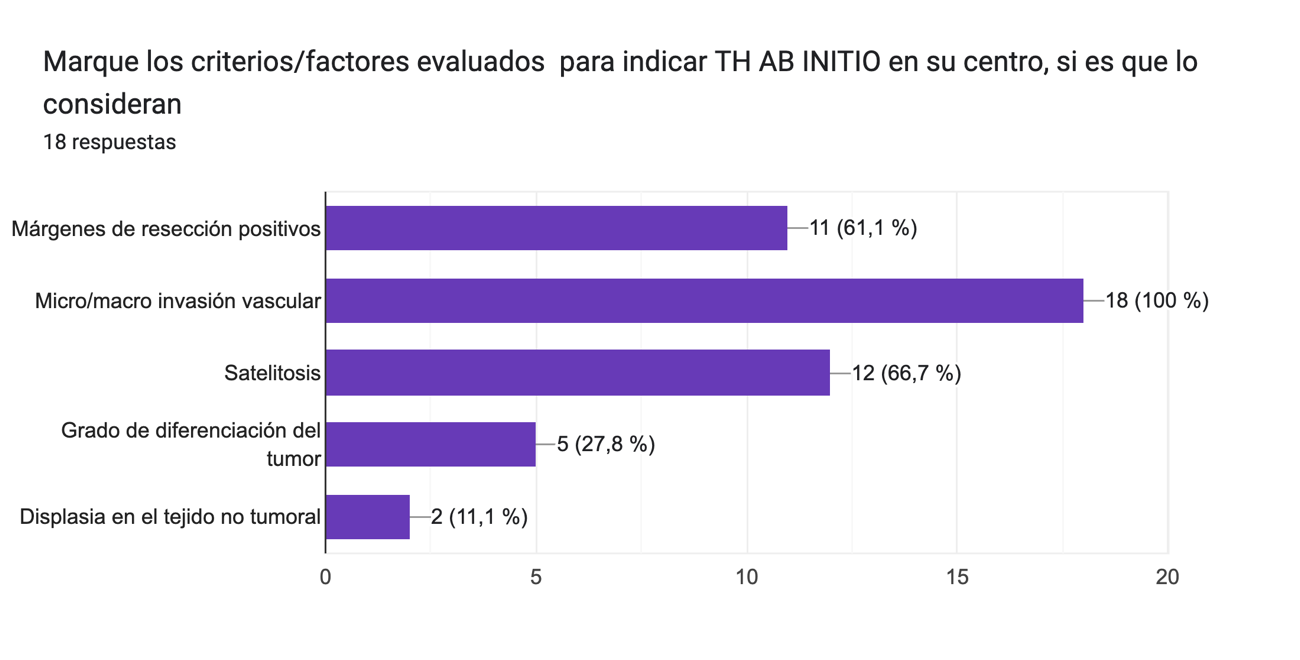 Marque los criterios/factores evaluados  para indicar TH AB INITIO en su centro, si es que lo
consideran
18 respuestas
Márgenes de resección positivos
11 (61,1 %)
Micro/macro invasión vascular
18 (100 %)
Satelitosis
12 (66,7 %)
Grado de diferenciación del
tumor
5 (27,8 %)
Displasia en el tejido no tumoral
2 (11,1 %)
0
5
10
15
20